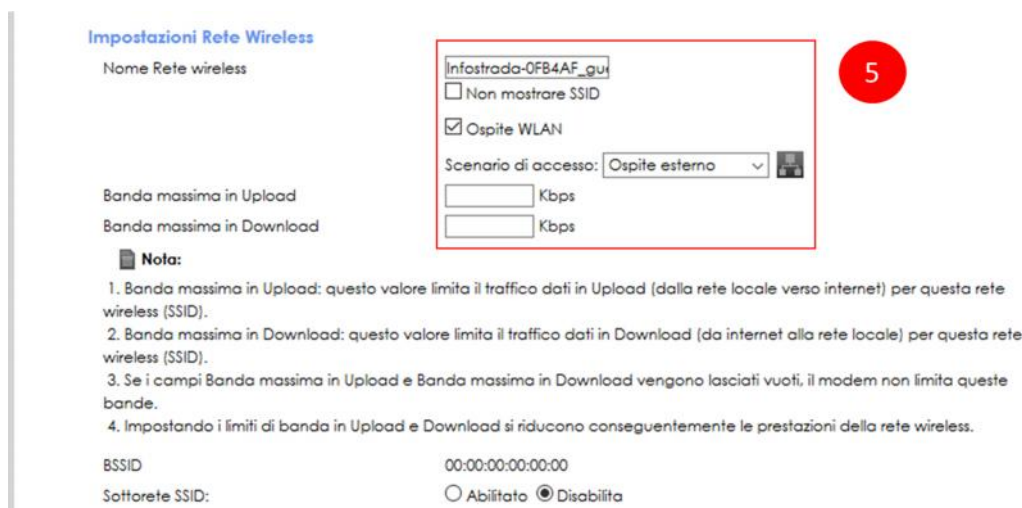 Impostazioni Rete Wireless
Nome Rete wireless
Infostrada-0FB4AF_gue
5
Non mostrare SSID
Ospite WLAN
Scenario di accesso: Ospite esterno
Banda massima in Upload Kbps
Banda massima in Download Kbps
Nota:
1. Banda massima in Upload: questo valore limita il traffico dati in Upload (dalla rete locale verso internet) per questa rete
wireless (SSID).
2. Banda massima in Download: questo valore limita il traffico dati in Download (da internet alla rete locale) per questa rete
wireless (SSID).
3. Se i campi Banda massima in Upload e Banda massima in Download vengono lasciati vuoti, il modem non limita queste
bande.
4. Impostando i limiti di banda in Upload e Download si riducono conseguentemente le prestazioni della rete wireless.
BSSID 00:00:00:00:00:00
Sottorete SSID: Abilitato Disabilita